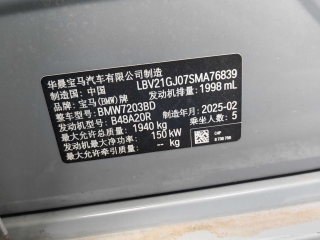 华晨宝马汽车有限公司制造 LBV21GJ07SMA76839
制造国：中国 发动机排量：1998 mL
品牌：宝马(BMW)牌
整车型号：BMW7203BD 制造年月：2025-02
发动机型号：B48A20R 乘坐人数：5
最大允许总质量：1940 kg
发动机最大净功率：150 kW
最大允许牵引质量：-- kg
CHP